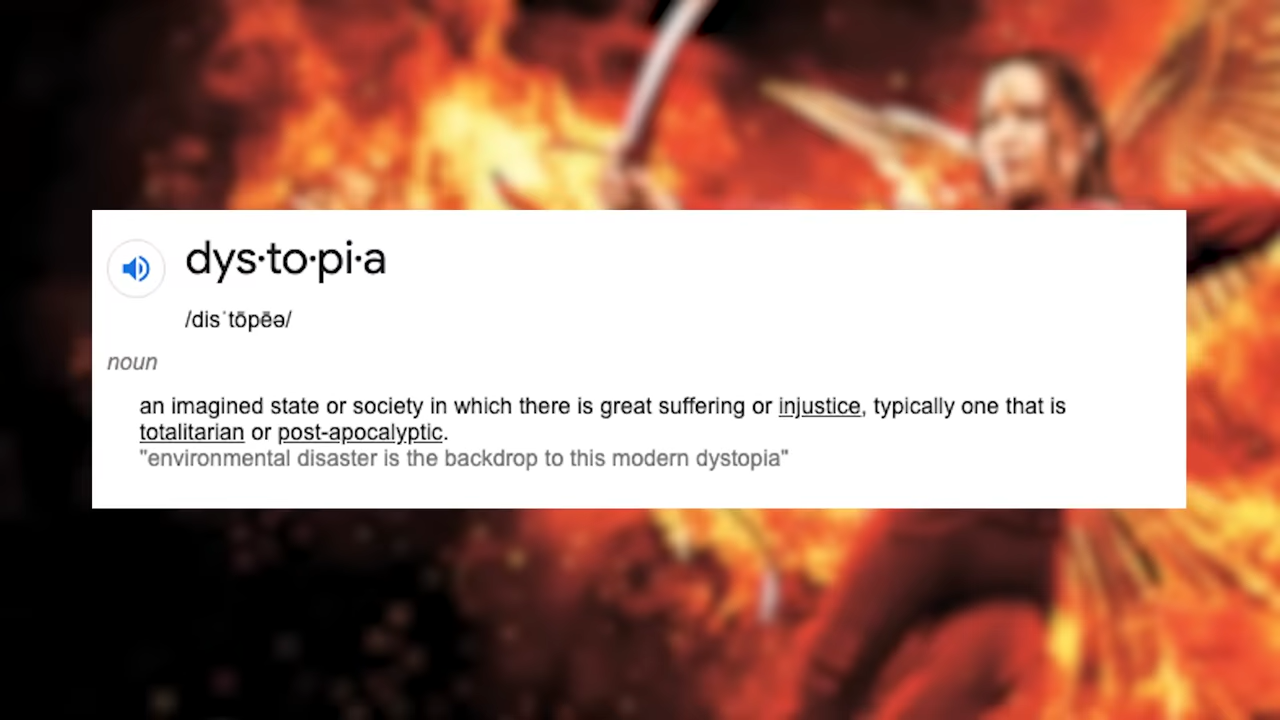 dys·to·pi·a
/disˈtōpēə/
noun
an imagined state or society in which there is great suffering or injustice, typically one that is
totalitarian or post-apocalyptic.
"environmental disaster is the backdrop to this modern dystopia"